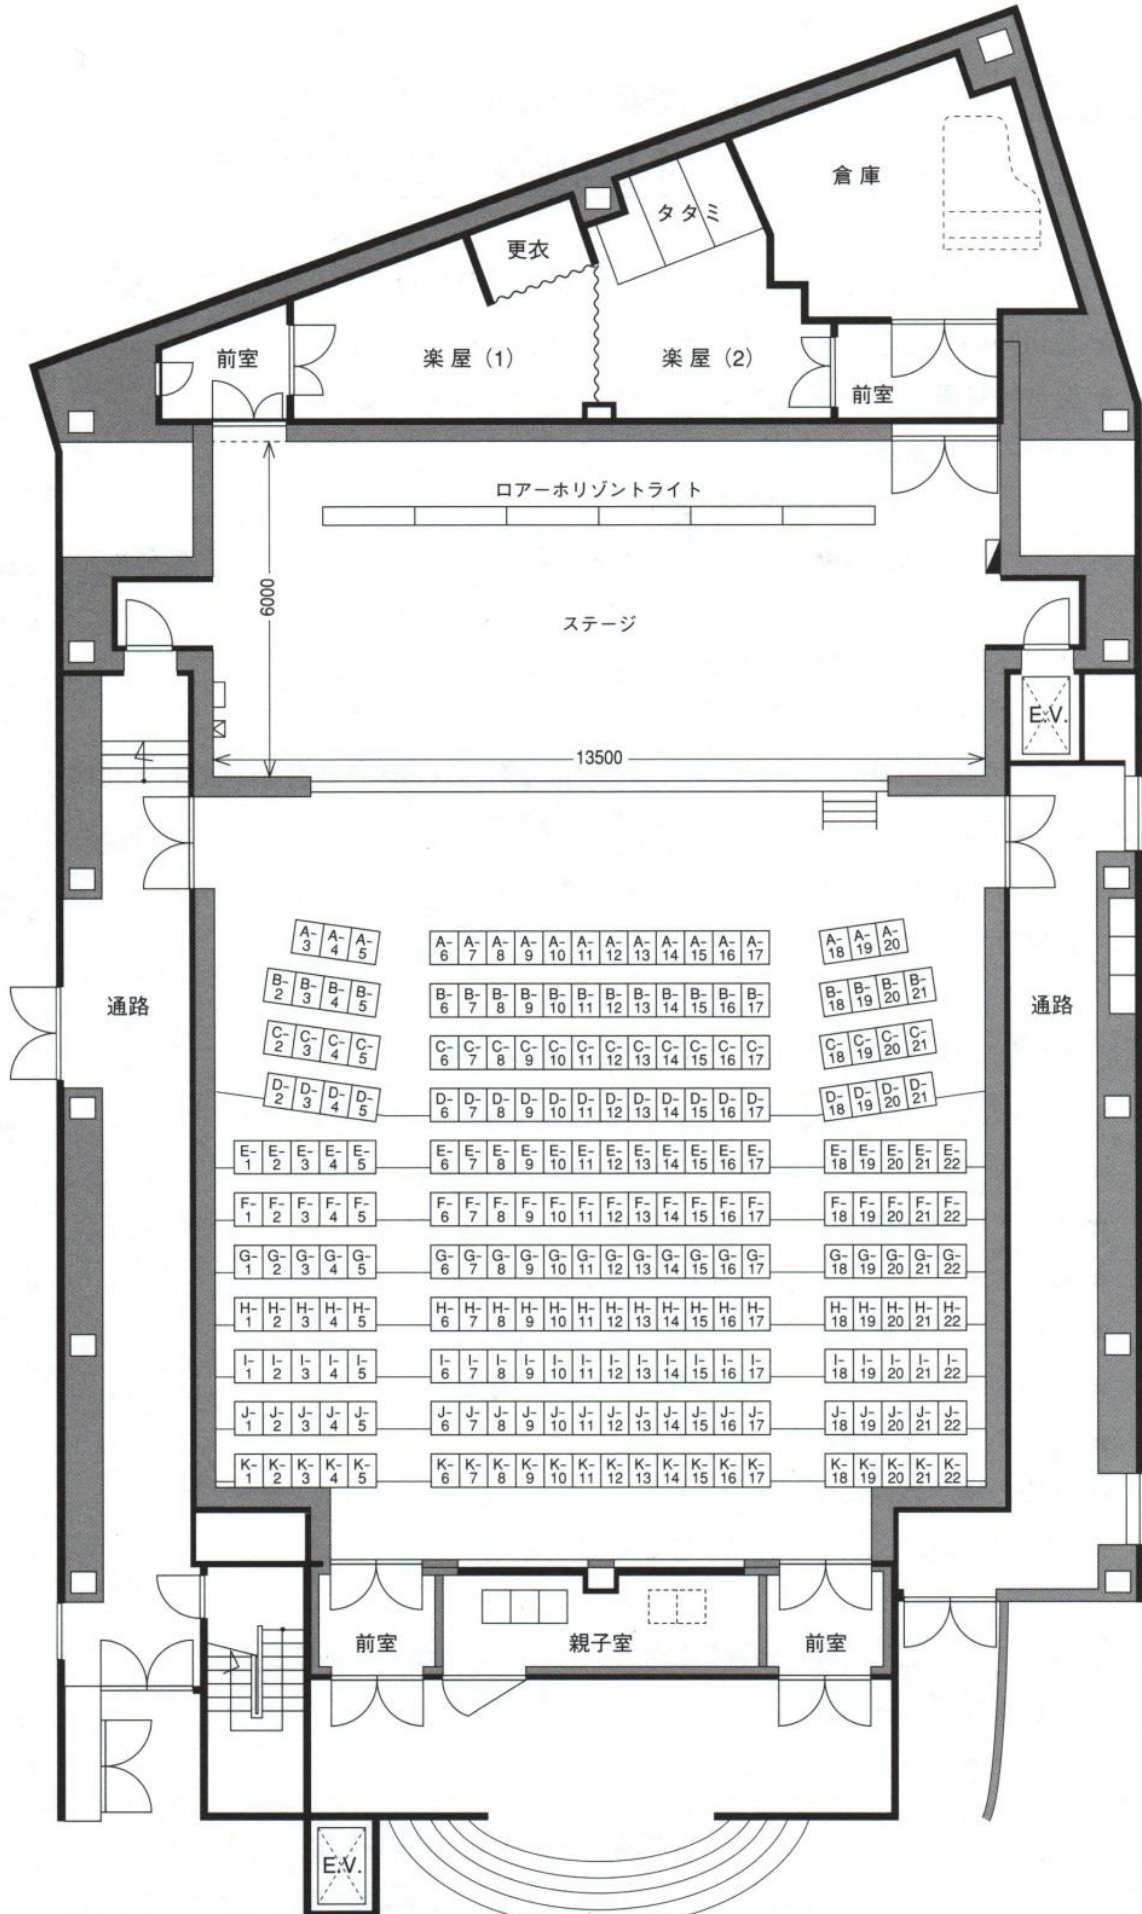 倉庫
タタミ
更衣
前室
楽屋(1)
楽屋(2)
前室
ロアーホリゾントライト
6000
ステージ
E.V.
13500
A-3 A-4 A-5 A-6 A-7 A-8 A-9 A-10 A-11 A-12 A-13 A-14 A-15 A-16 A-17 A-18 A-19 A-20
B-2 B-3 B-4 B-5 B-6 B-7 B-8 B-9 B-10 B-11 B-12 B-13 B-14 B-15 B-16 B-17 B-18 B-19 B-20 B-21
通路
通路
C-2 C-3 C-4 C-5 C-6 C-7 C-8 C-9 C-10 C-11 C-12 C-13 C-14 C-15 C-16 C-17 C-18 C-19 C-20 C-21
D-2 D-3 D-4 D-5 D-6 D-7 D-8 D-9 D-10 D-11 D-12 D-13 D-14 D-15 D-16 D-17 D-18 D-19 D-20 D-21
E-1 E-2 E-3 E-4 E-5 E-6 E-7 E-8 E-9 E-10 E-11 E-12 E-13 E-14 E-15 E-16 E-17 E-18 E-19 E-20 E-21 E-22
F-1 F-2 F-3 F-4 F-5 F-6 F-7 F-8 F-9 F-10 F-11 F-12 F-13 F-14 F-15 F-16 F-17 F-18 F-19 F-20 F-21 F-22
G-1 G-2 G-3 G-4 G-5 G-6 G-7 G-8 G-9 G-10 G-11 G-12 G-13 G-14 G-15 G-16 G-17 G-18 G-19 G-20 G-21 G-22
H-1 H-2 H-3 H-4 H-5 H-6 H-7 H-8 H-9 H-10 H-11 H-12 H-13 H-14 H-15 H-16 H-17 H-18 H-19 H-20 H-21 H-22
I-1 I-2 I-3 I-4 I-5 I-6 I-7 I-8 I-9 I-10 I-11 I-12 I-13 I-14 I-15 I-16 I-17 I-18 I-19 I-20 I-21 I-22
J-1 J-2 J-3 J-4 J-5 J-6 J-7 J-8 J-9 J-10 J-11 J-12 J-13 J-14 J-15 J-16 J-17 J-18 J-19 J-20 J-21 J-22
K-1 K-2 K-3 K-4 K-5 K-6 K-7 K-8 K-9 K-10 K-11 K-12 K-13 K-14 K-15 K-16 K-17 K-18 K-19 K-20 K-21 K-22
前室
親子室
前室
E.V.